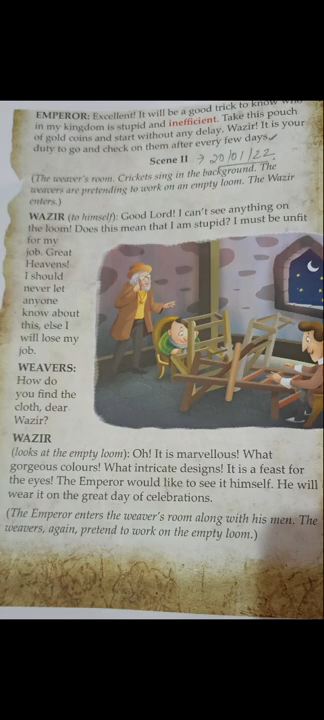 EMPEROR: Excellent! It will be a good trick to know who
in my kingdom is stupid and inefficient. Take this pouch
of gold coins and start without any delay. Wazir! It is your
duty to go and check on them after every few days.
Scene II → 20/01/22
(The weaver's room. Crickets sing in the background. The
weavers are pretending to work on an empty loom. The Wazir
enters.)
WAZIR (to himself): Good Lord! I can't see anything on
the loom! Does this mean that I am stupid? I must be unfit
for my
job. Great
Heavens!
I should
never let
anyone
know about
this, else I
will lose my
job.
WEAVERS:
How do
you find the
cloth, dear
Wazir?
WAZIR
(looks at the empty loom): Oh! It is marvellous! What
gorgeous colours! What intricate designs! It is a feast for
the eyes! The Emperor would like to see it himself. He will
wear it on the great day of celebrations.
(The Emperor enters the weaver's room along with his men. The
weavers, again, pretend to work on the empty loom.)